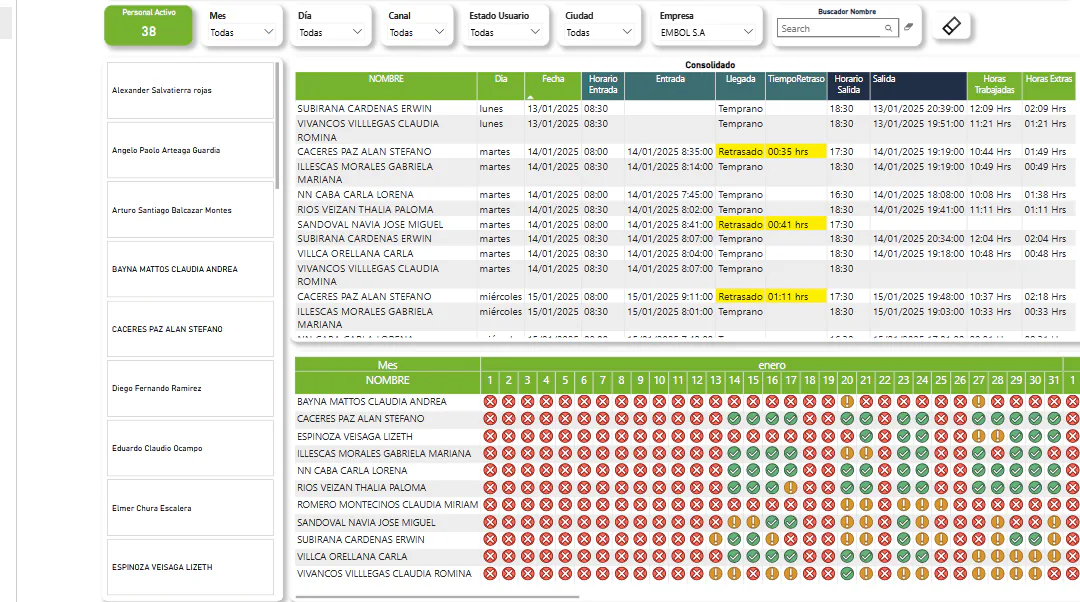 Personal Activo
38
Mes
Todas
Día
Todas
Canal
Todas
Estado Usuario
Todas
Ciudad
Todas
Empresa
EMBOL S.A
Buscador Nombre
Search
Alexander Salvatierra rojas
Angelo Paolo Arteaga Guardia
Arturo Santiago Balcazar Montes
BAYNA MATTOS CLAUDIA ANDREA
CACERES PAZ ALAN STEFANO
Diego Fernando Ramirez
Eduardo Claudio Ocampo
Elmer Chura Escalera
ESPINOZA VEISAGA LIZETH
Consolidado
NOMBRE Dia Fecha Horario Entrada Entrada Llegada TiempoRetraso Horario Salida Salida Horas Trabajadas Horas Extras
SUBIRANA CARDENAS ERWIN lunes 13/01/2025 08:30 Temprano 18:30 13/01/2025 20:39:00 12:09 Hrs 02:09 Hrs
VIVANCOS VILLLEGAS CLAUDIA lunes 13/01/2025 08:30 Temprano 18:30 13/01/2025 19:51:00 11:21 Hrs 01:21 Hrs
ROMINA
CACERES PAZ ALAN STEFANO martes 14/01/2025 08:00 14/01/2025 8:35:00 Retrasado 00:35 hrs 17:30 14/01/2025 19:19:00 10:44 Hrs 01:49 Hrs
ILLESCAS MORALES GABRIELA martes 14/01/2025 08:30 14/01/2025 8:14:00 Temprano 18:30 14/01/2025 19:19:00 10:49 Hrs 00:49 Hrs
MARIANA
NN CABA CARLA LORENA martes 14/01/2025 08:00 14/01/2025 7:45:00 Temprano 16:30 14/01/2025 18:08:00 10:08 Hrs 01:38 Hrs
RIOS VEIZAN THALIA PALOMA martes 14/01/2025 08:30 14/01/2025 8:02:00 Temprano 18:30 14/01/2025 19:41:00 11:11 Hrs 01:11 Hrs
SANDOVAL NAVIA JOSE MIGUEL martes 14/01/2025 08:00 14/01/2025 8:41:00 Retrasado 00:41 hrs 17:30
SUBIRANA CARDENAS ERWIN martes 14/01/2025 08:30 14/01/2025 8:07:00 Temprano 18:30 14/01/2025 20:34:00 12:04 Hrs 02:04 Hrs
VILLCA ORELLANA CARLA martes 14/01/2025 08:30 14/01/2025 8:04:00 Temprano 18:30 14/01/2025 19:18:00 10:48 Hrs 00:48 Hrs
VIVANCOS VILLLEGAS CLAUDIA martes 14/01/2025 08:30 14/01/2025 8:07:00 Temprano 18:30
ROMINA
CACERES PAZ ALAN STEFANO miércoles 15/01/2025 08:00 15/01/2025 9:11:00 Retrasado 01:11 hrs 17:30 15/01/2025 19:48:00 10:37 Hrs 02:18 Hrs
ILLESCAS MORALES GABRIELA miércoles 15/01/2025 08:30 15/01/2025 8:01:00 Temprano 18:30 15/01/2025 19:03:00 10:33 Hrs 00:33 Hrs
MARIANA
Mes enero
NOMBRE 1 2 3 4 5 6 7 8 9 10 11 12 13 14 15 16 17 18 19 20 21 22 23 24 25 26 27 28 29 30 31 1
BAYNA MATTOS CLAUDIA ANDREA
CACERES PAZ ALAN STEFANO
ESPINOZA VEISAGA LIZETH
ILLESCAS MORALES GABRIELA MARIANA
NN CABA CARLA LORENA
RIOS VEIZAN THALIA PALOMA
ROMERO MONTECINOS CLAUDIA MIRIAM
SANDOVAL NAVIA JOSE MIGUEL
SUBIRANA CARDENAS ERWIN
VILLCA ORELLANA CARLA
VIVANCOS VILLLEGAS CLAUDIA ROMINA